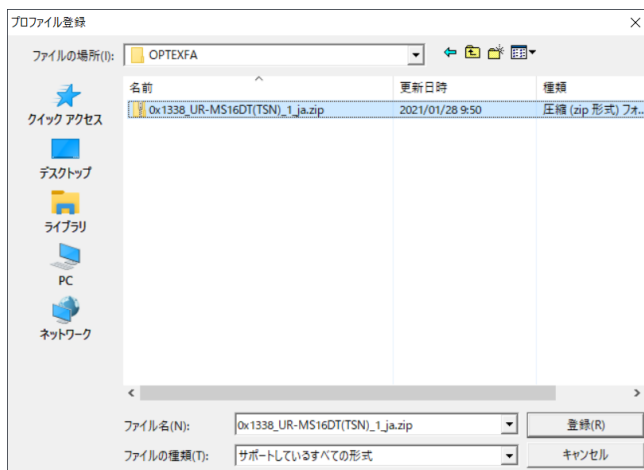 プロファイル登録
ファイルの場所(I):
OPTEXFA
名前
更新日時
種類
0x1338_UR-MS16DT(TSN)_1_ja.zip
2021/01/28 9:50
圧縮 (zip 形式) フォ...
クイック アクセス
デスクトップ
ライブラリ
PC
ネットワーク
ファイル名(N):
0x1338_UR-MS16DT(TSN)_1_ja.zip
登録(R)
ファイルの種類(T):
サポートしているすべての形式
キャンセル